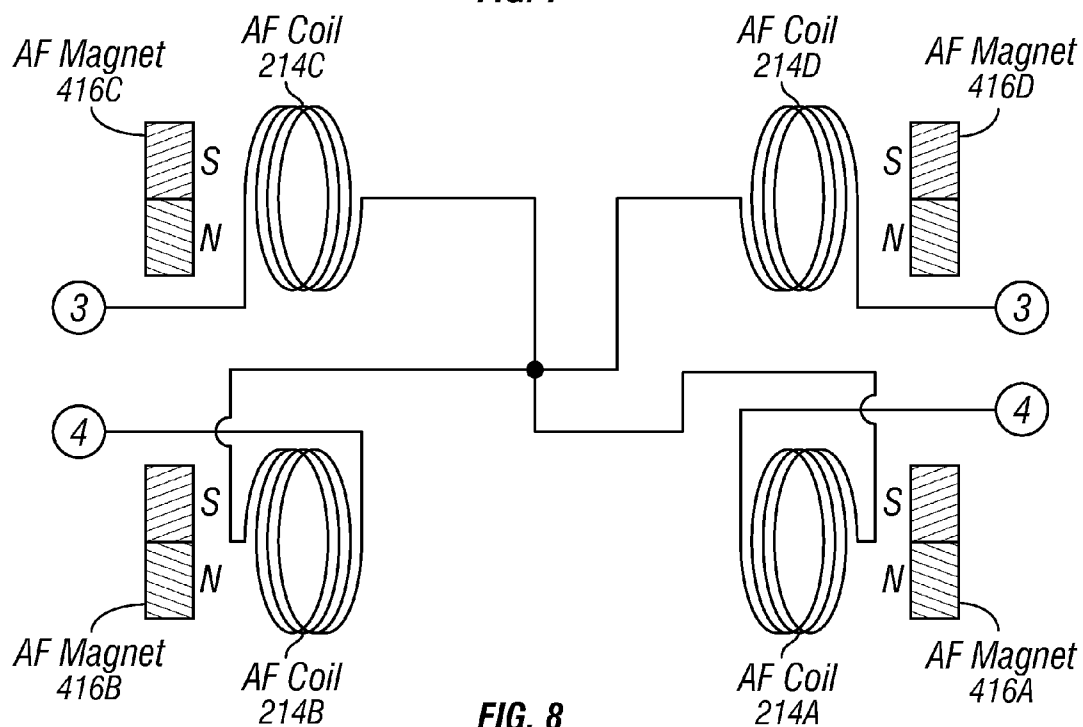 AF Magnet
416C
AF Coil
214C
AF Coil
214D
AF Magnet
416D
S
N
S
N
3
3
4
4
S
N
S
N
AF Magnet
416B
AF Coil
214B
FIG. 8
AF Coil
214A
AF Magnet
416A